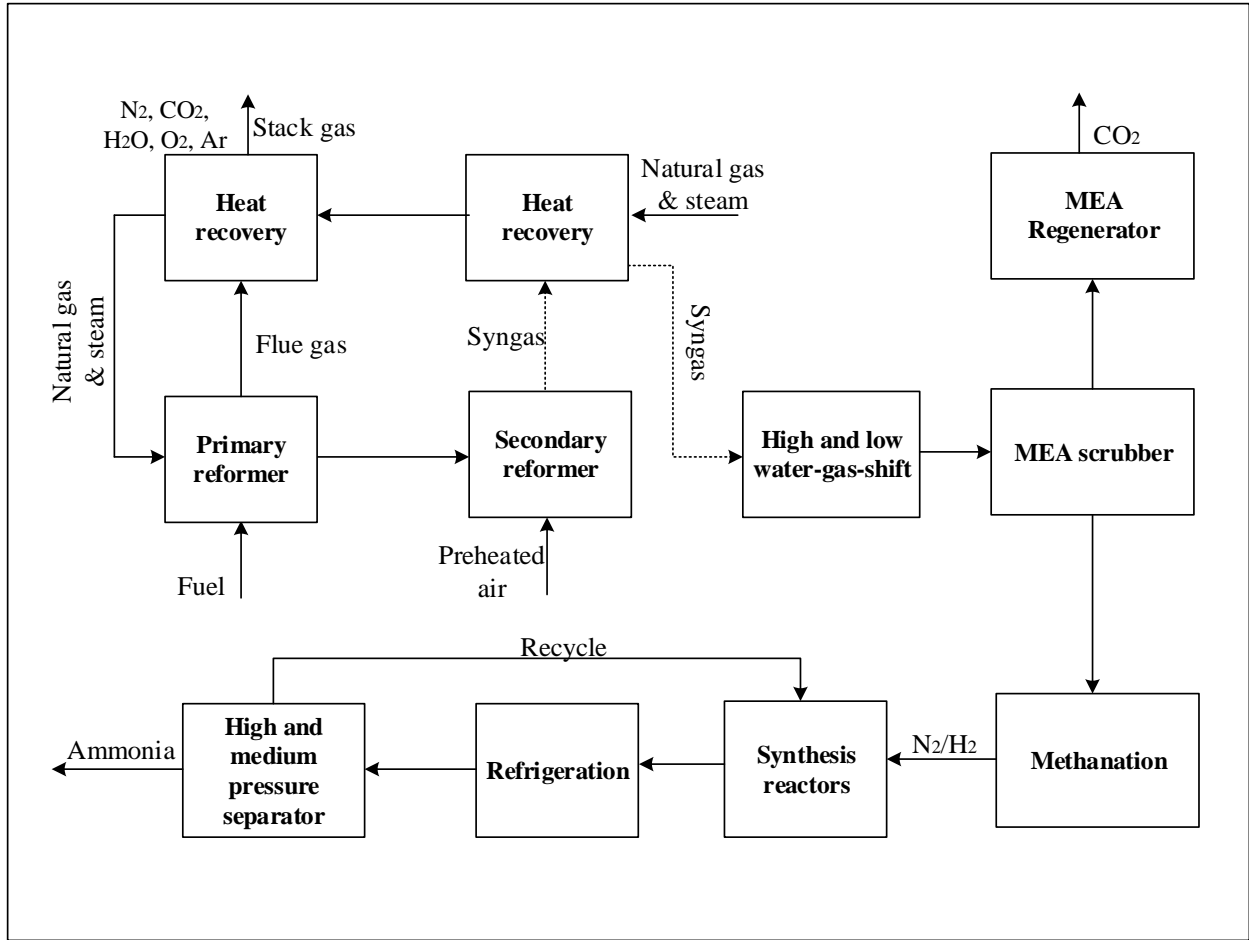 N2, CO2,
H2O, O2, Ar
Stack gas
CO2
Heat
recovery
Heat
recovery
Natural gas
& steam
MEA
Regenerator
Natural gas
& steam
Flue gas
Syngas
Syngas
Primary
reformer
Secondary
reformer
High and low
water-gas-shift
MEA scrubber
Fuel
Preheated
air
Recycle
Ammonia
High and
medium
pressure
separator
Refrigeration
Synthesis
reactors
N2/H2
Methanation